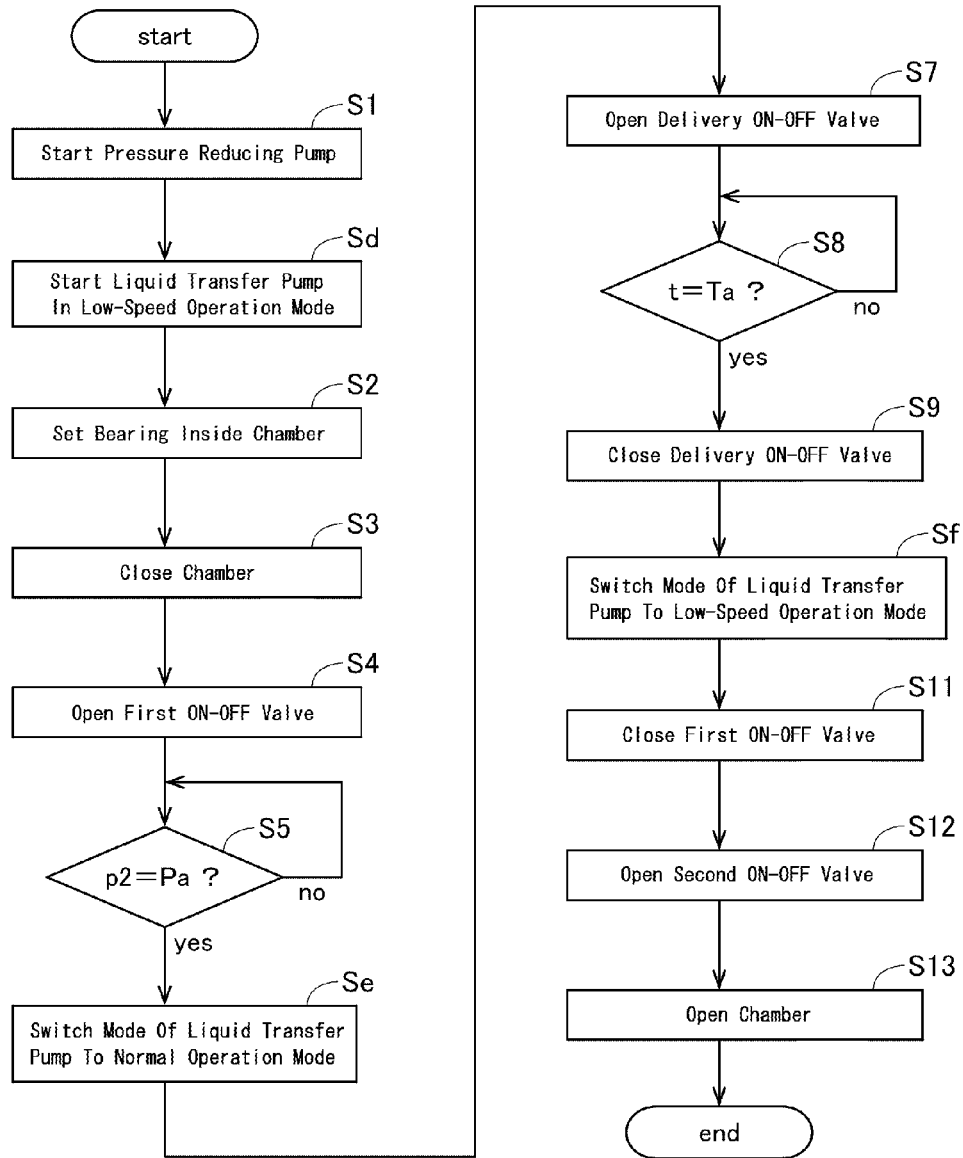 start
S1
Start Pressure Reducing Pump
Sd
Start Liquid Transfer Pump
In Low-Speed Operation Mode
S2
Set Bearing Inside Chamber
S3
Close Chamber
S4
Open First ON-OFF Valve
S5
p2=Pa ?
no
yes
Se
Switch Mode Of Liquid Transfer
Pump To Normal Operation Mode
S7
Open Delivery ON-OFF Valve
S8
t=Ta ?
no
yes
S9
Close Delivery ON-OFF Valve
Sf
Switch Mode Of Liquid Transfer
Pump To Low-Speed Operation Mode
S11
Close First ON-OFF Valve
S12
Open Second ON-OFF Valve
S13
Open Chamber
end